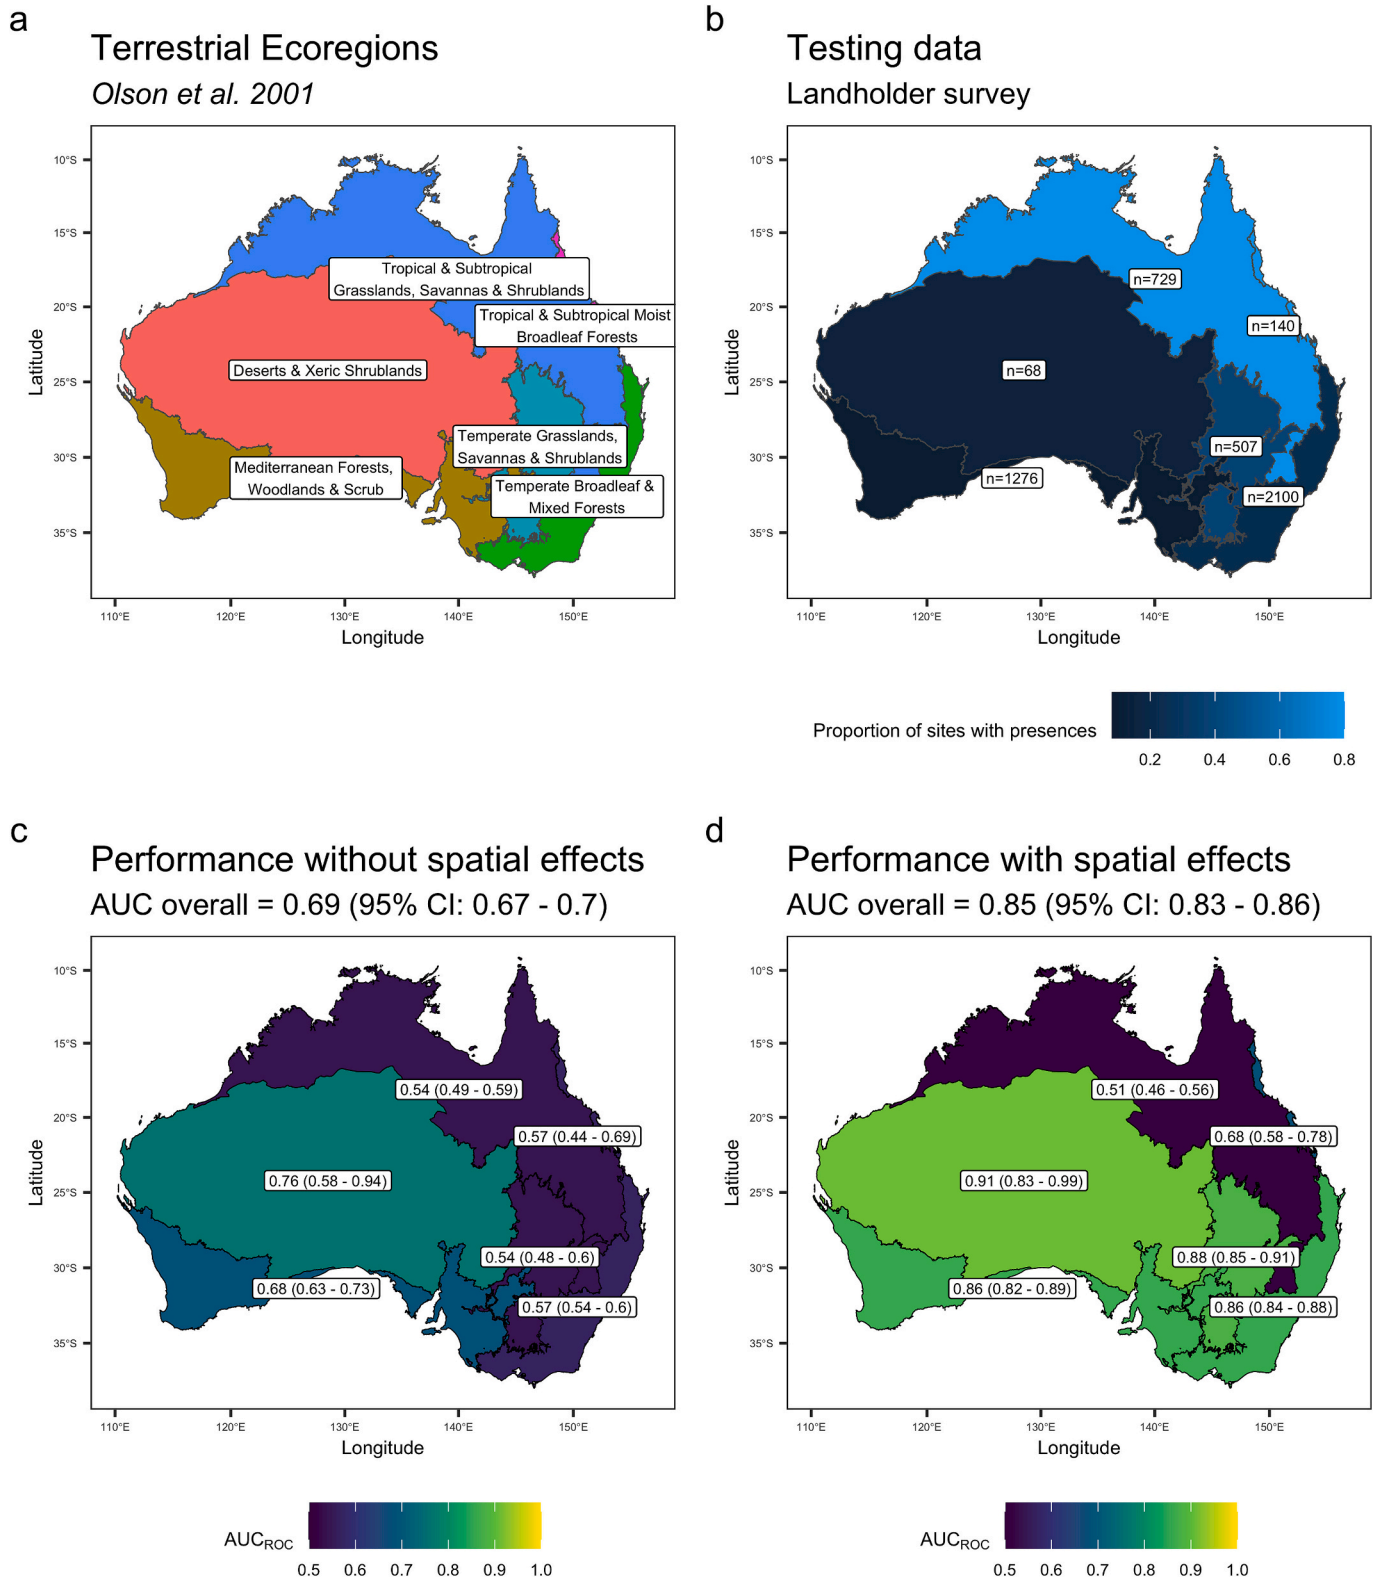 a
Terrestrial Ecoregions
Olson et al. 2001
10°S
15°S
20°S
25°S
30°S
35°S
Latitude
Tropical & Subtropical
Grasslands, Savannas & Shrublands
Tropical & Subtropical Moist
Broadleaf Forests
Deserts & Xeric Shrublands
Temperate Grasslands,
Savannas & Shrublands
Mediterranean Forests,
Woodlands & Scrub
Temperate Broadleaf &
Mixed Forests
110°E 120°E 130°E 140°E 150°E
Longitude
b
Testing data
Landholder survey
10°S
15°S
20°S
25°S
30°S
35°S
Latitude
n=729
n=140
n=68
n=507
n=1276
n=2100
110°E 120°E 130°E 140°E 150°E
Longitude
Proportion of sites with presences
0.2 0.4 0.6 0.8
c
Performance without spatial effects
AUC overall = 0.69 (95% CI: 0.67 - 0.7)
10°S
15°S
20°S
25°S
30°S
35°S
Latitude
0.54 (0.49 - 0.59)
0.57 (0.44 - 0.69)
0.76 (0.58 - 0.94)
0.54 (0.48 - 0.6)
0.68 (0.63 - 0.73)
0.57 (0.54 - 0.6)
110°E 120°E 130°E 140°E 150°E
Longitude
AUCROC
0.5 0.6 0.7 0.8 0.9 1.0
d
Performance with spatial effects
AUC overall = 0.85 (95% CI: 0.83 - 0.86)
10°S
15°S
20°S
25°S
30°S
35°S
Latitude
0.51 (0.46 - 0.56)
0.68 (0.58 - 0.78)
0.91 (0.83 - 0.99)
0.88 (0.85 - 0.91)
0.86 (0.82 - 0.89)
0.86 (0.84 - 0.88)
110°E 120°E 130°E 140°E 150°E
Longitude
AUCROC
0.5 0.6 0.7 0.8 0.9 1.0